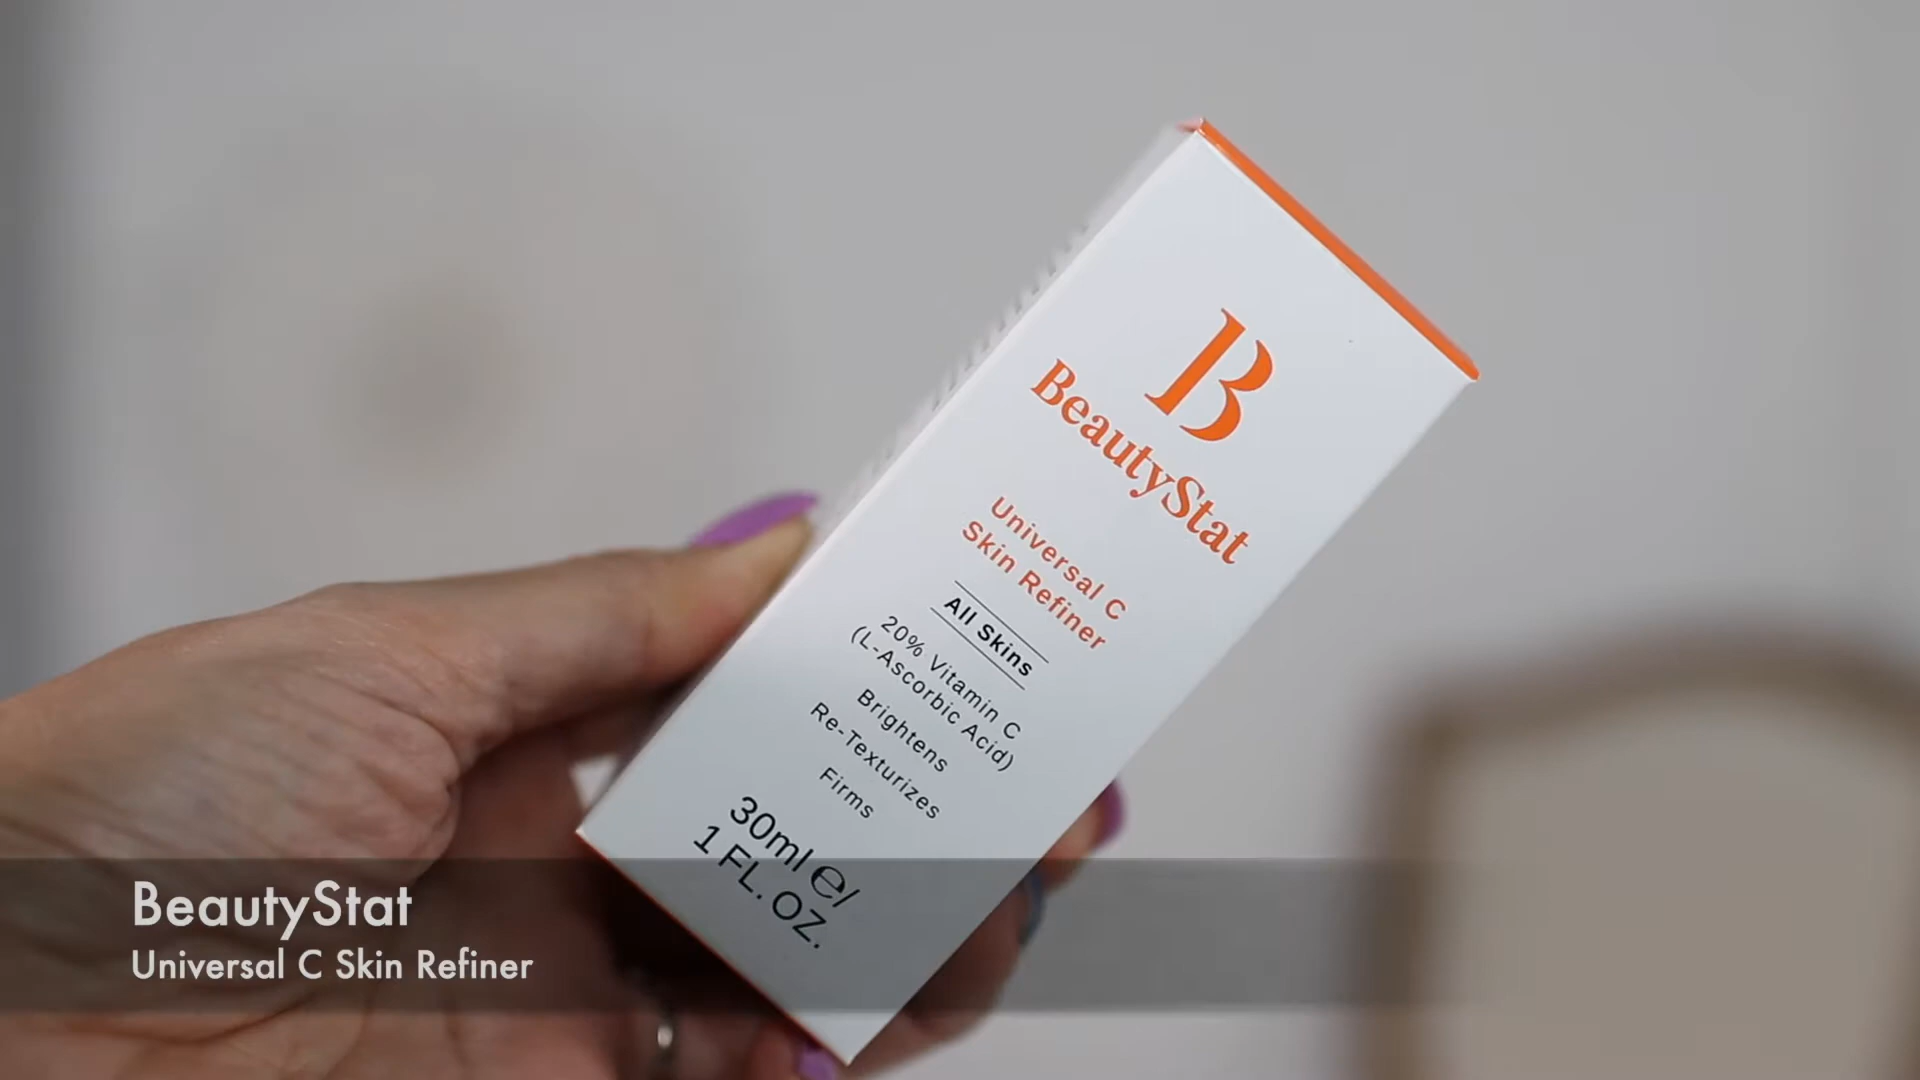 B
BeautyStat
Universal C
Skin Refiner
All Skins
20% Vitamin C
(L-Ascorbic Acid)
Brightens
Re-Texturizes
Firms
30ml ℮/
1 FL. OZ.
BeautyStat
Universal C Skin Refiner